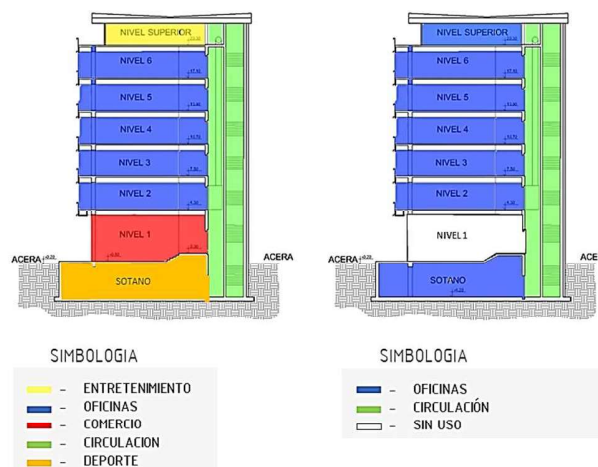 NIVEL SUPERIOR
NIVEL 6
NIVEL 5
NIVEL 4
NIVEL 3
NIVEL 2
NIVEL 1
ACERA
ACERA
SOTANO
SIMBOLOGIA
- ENTRETENIMIENTO
- OFICINAS
- COMERCIO
- CIRCULACION
- DEPORTE
NIVEL SUPERIOR
NIVEL 6
NIVEL 5
NIVEL 4
NIVEL 3
NIVEL 2
NIVEL 1
ACERA
ACE
SOTANO
SIMBOLOGIA
- OFICINAS
- CIRCULACIÓN
- SIN USO